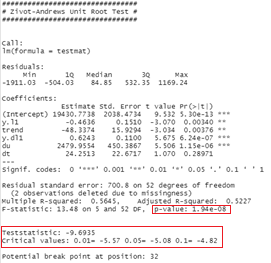 ################################
# Zivot-Andrews Unit Root Test #
################################
Call:
lm(formula = testmat)
Residuals:
Min 1Q Median 3Q Max
-1911.03 -504.03 84.85 532.35 1169.24
Coefficients:
Estimate Std. Error t value Pr(>|t|)
(Intercept) 19430.7738 2038.4734 9.532 5.30e-13 ***
y.l1 -0.4636 0.1510 -3.070 0.00340 **
trend -48.3374 15.9294 -3.034 0.00376 **
y.dl1 0.6243 0.1100 5.675 6.24e-07 ***
du 2479.9554 450.3867 5.506 1.15e-06 ***
dt 24.2513 22.6717 1.070 0.28971
---
Signif. codes: 0 '***' 0.001 '**' 0.01 '*' 0.05 '.' 0.1 ' ' 1
Residual standard error: 700.8 on 52 degrees of freedom
(2 observations deleted due to missingness)
Multiple R-squared: 0.5645, Adjusted R-squared: 0.5227
F-statistic: 13.48 on 5 and 52 DF, p-value: 1.94e-08
Teststatistic: -9.6935
Critical values: 0.01= -5.57 0.05= -5.08 0.1= -4.82
Potential break point at position: 32